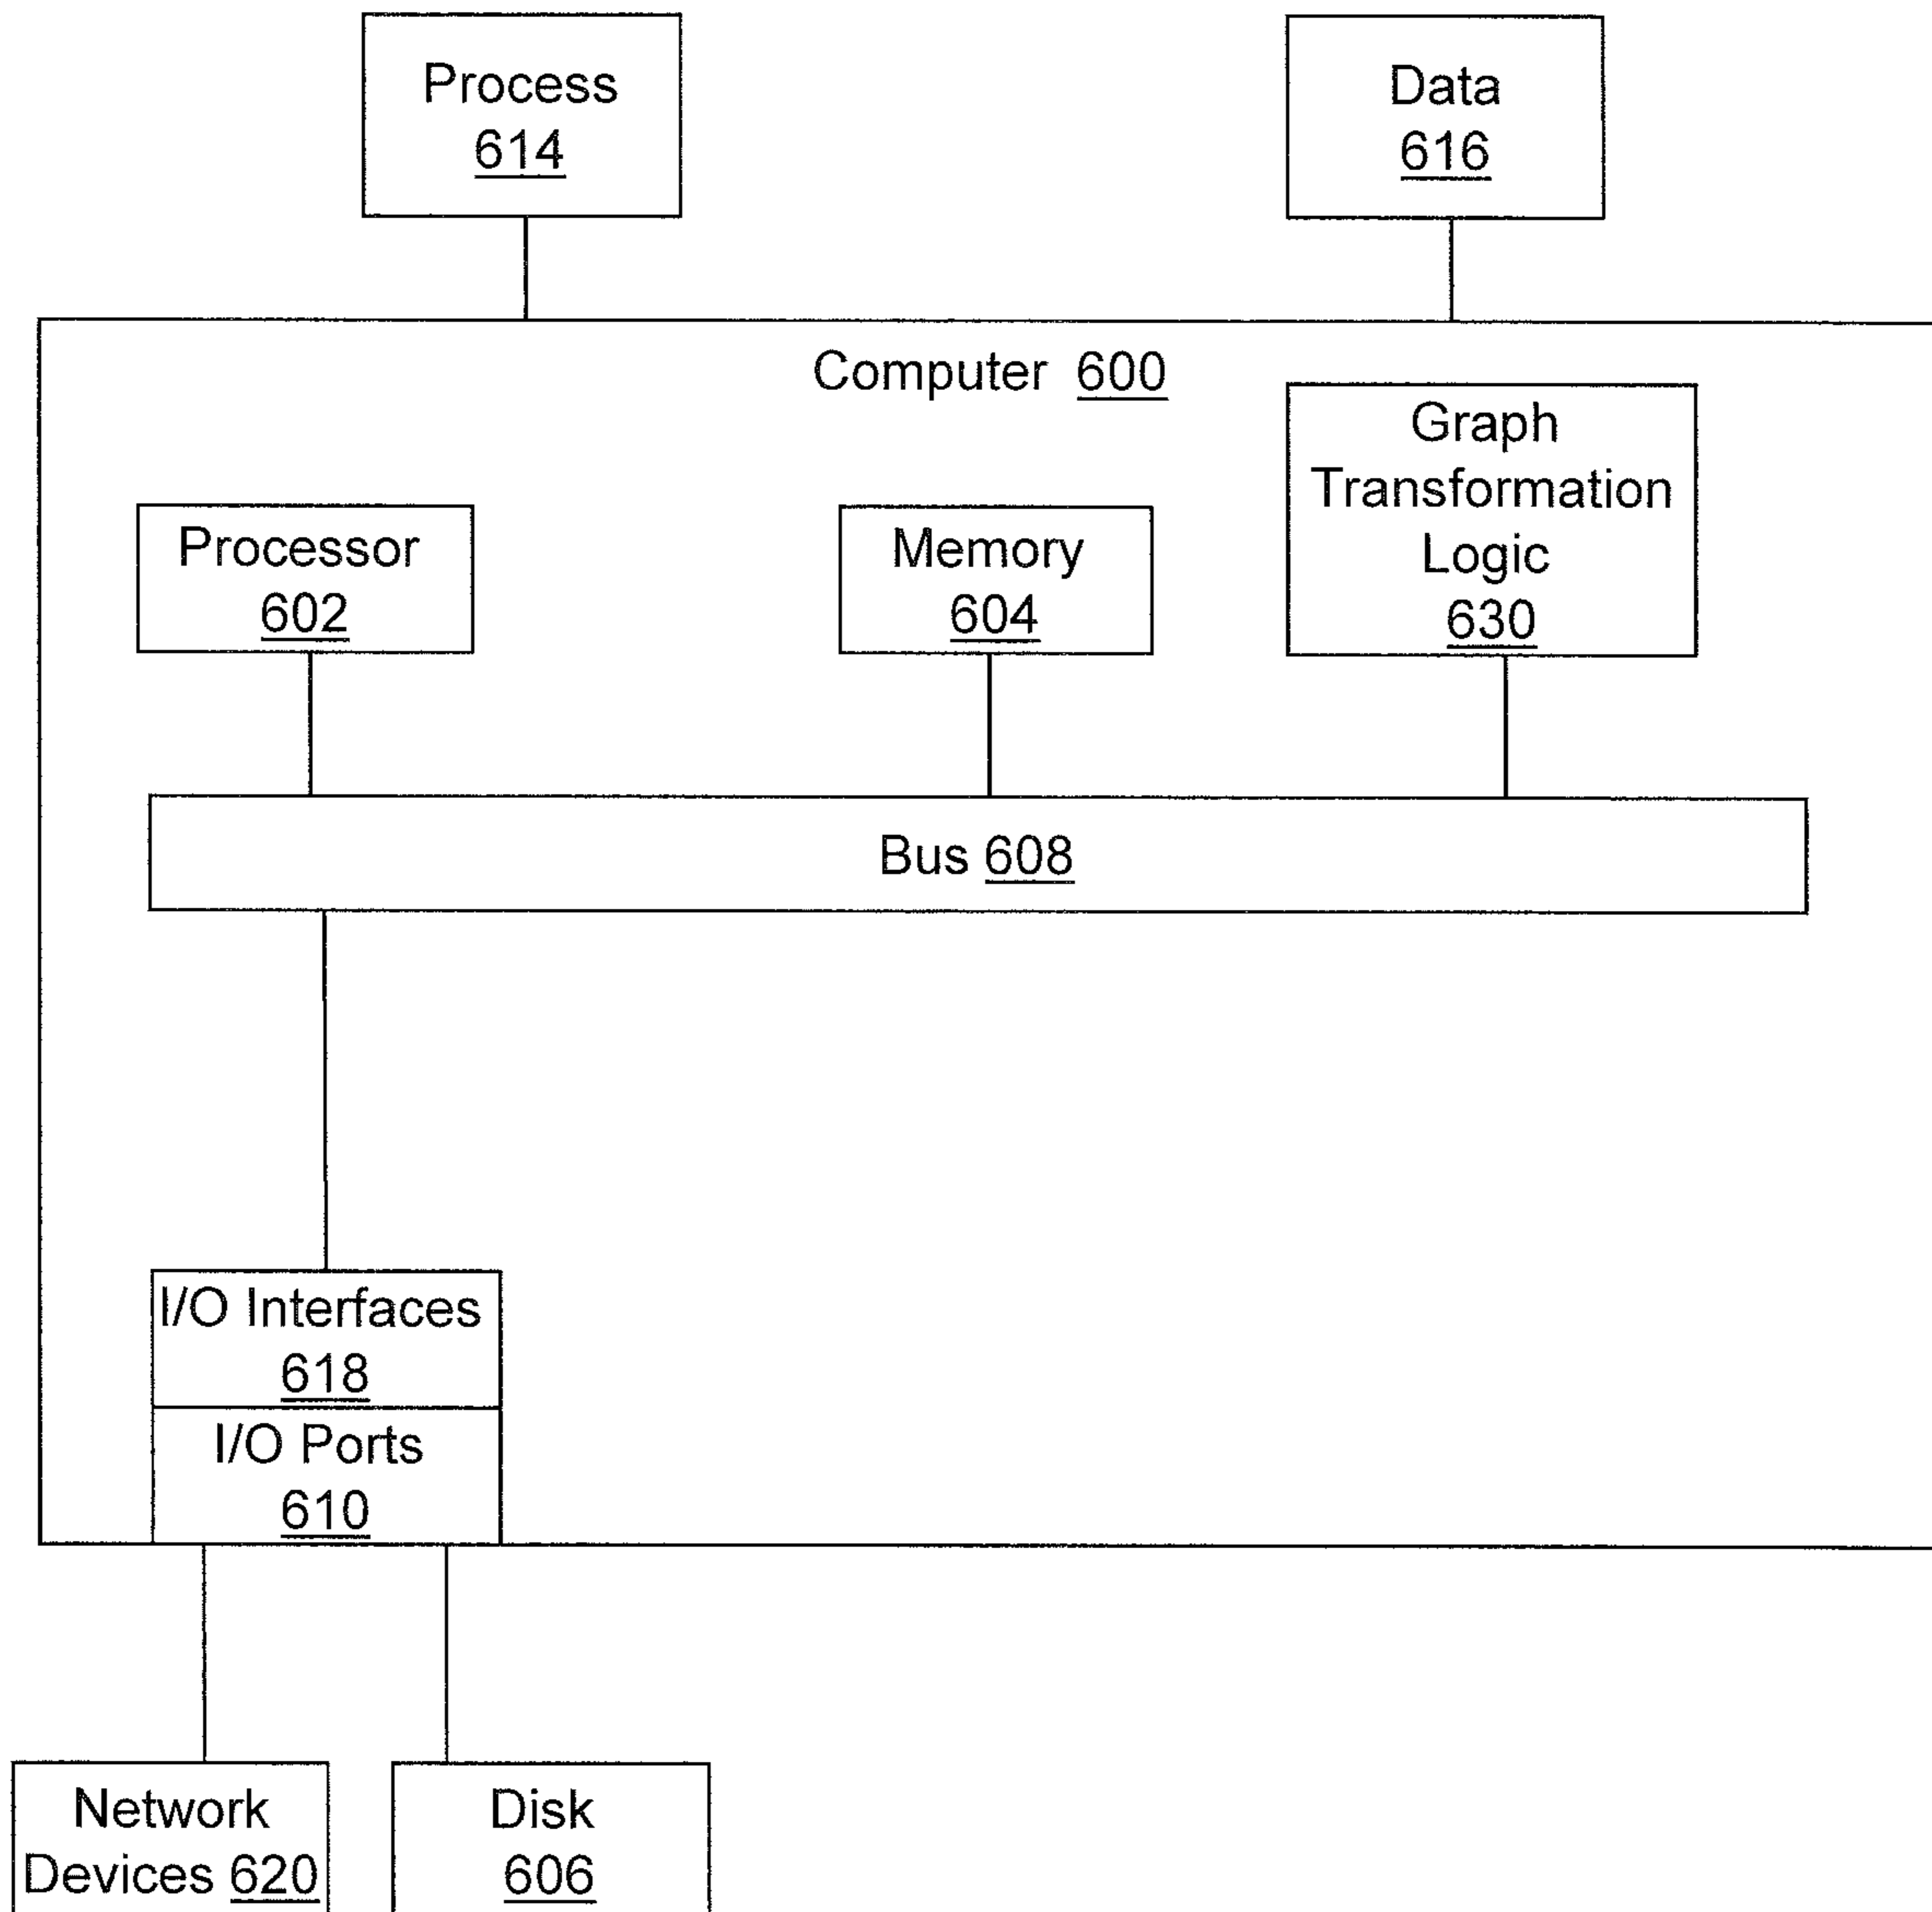 Process
614
Data
616
Computer 600
Graph
Transformation
Logic
630
Processor
602
Memory
604
Bus 608
I/O Interfaces
618
I/O Ports
610
Network
Devices 620
Disk
606